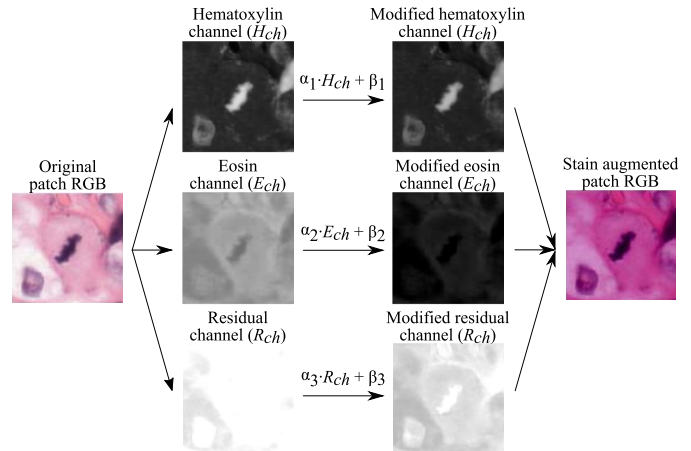 Hematoxylin
channel (Hch)
Modified hematoxylin
channel (Hch)
α1·Hch + β1
Original
patch RGB
Eosin
channel (Ech)
Modified eosin
channel (Ech)
α2·Ech + β2
Stain augmented
patch RGB
Residual
channel (Rch)
Modified residual
channel (Rch)
α3·Rch + β3